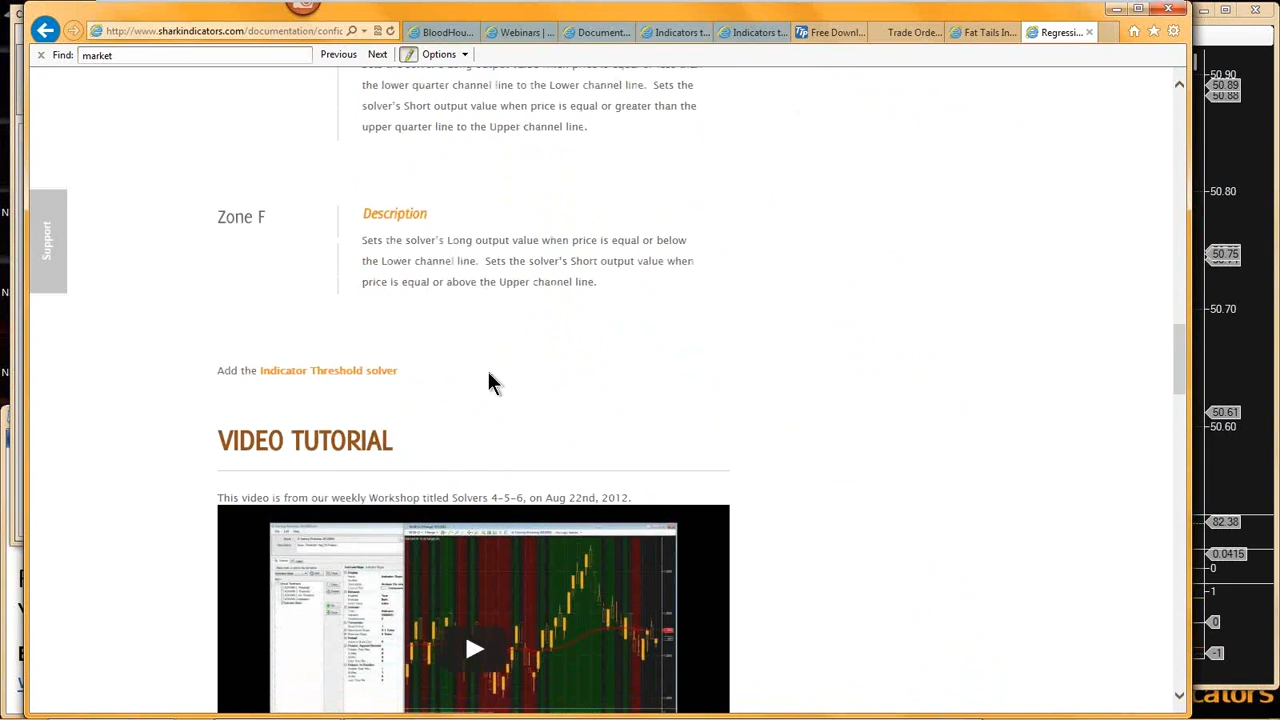 http://www.sharkindicators.com/documentation/config
BloodHou...
Webinars | ...
Document...
Indicators t...
Indicators t...
Free Downl...
Trade Orde...
Fat Tails In...
Regressi...
Find: market
Previous Next Options
the lower quarter channel line to the Lower channel line. Sets the
solver's Short output value when price is equal or greater than the
upper quarter line to the Upper channel line.
Zone F
Description
Sets the solver's Long output value when price is equal or below
the Lower channel line. Sets the solver's Short output value when
price is equal or above the Upper channel line.
Support
Add the Indicator Threshold solver
VIDEO TUTORIAL
This video is from our weekly Workshop titled Solvers 4-5-6, on Aug 22nd, 2012.
50.90
50.89
50.88
50.80
50.75
50.70
50.61
50.60
82.38
0.0415
0
1
0
-1